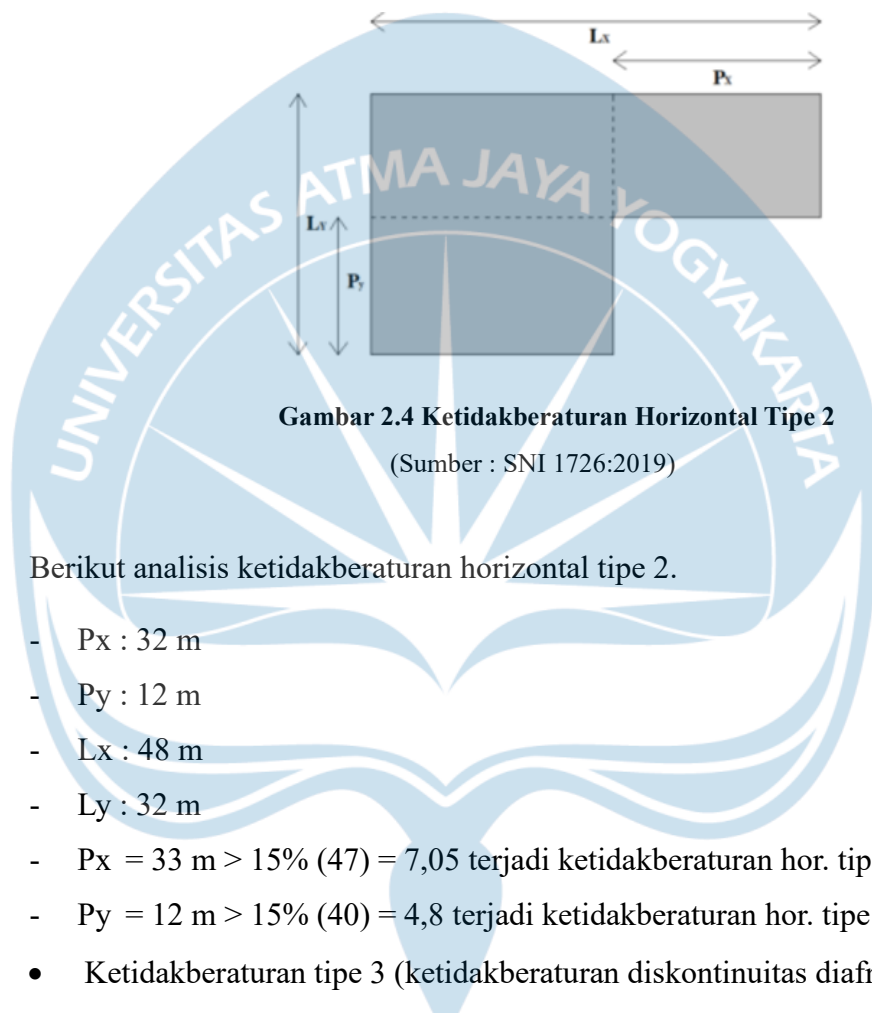 Lx
Px
UNIVERSITAS ATMA JAYA YOGYAKARTA
Ly
Py
Gambar 2.4 Ketidakberaturan Horizontal Tipe 2
(Sumber : SNI 1726:2019)
Berikut analisis ketidakberaturan horizontal tipe 2.
- Px : 32 m
- Py : 12 m
- Lx : 48 m
- Ly : 32 m
- Px = 33 m > 15% (47) = 7,05 terjadi ketidakberaturan hor. tip
- Py = 12 m > 15% (40) = 4,8 terjadi ketidakberaturan hor. tipe
• Ketidakberaturan tipe 3 (ketidakberaturan diskontinuitas diafr